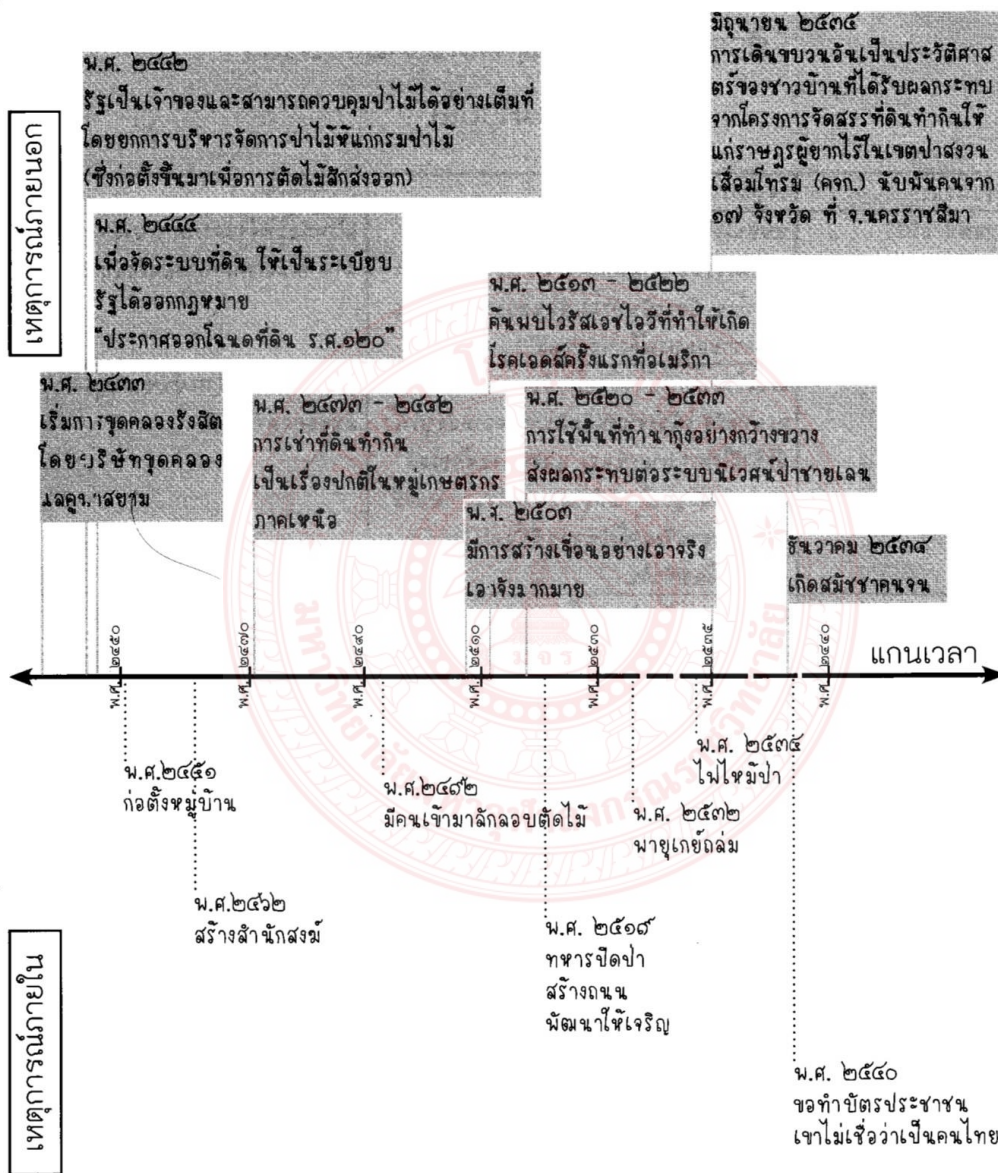 เหตุการณ์ภายนอก
พ.ศ. ๒๔๔๒
รัฐเป็นเจ้าของและสามารถควบคุมป่าไม้ได้อย่างเต็มที่
โดยยกการบริหารจัดการป่าไม้ให้แก่กรมป่าไม้
(ซึ่งก่อตั้งขึ้นมาเพื่อการตัดไม้สักส่งออก)
พ.ศ. ๒๔๔๔
เพื่อจัดระบบที่ดิน ให้เป็นระเบียบ
รัฐได้ออกกฎหมาย
"ประกาศออกโฉนดที่ดิน ร.ศ.๑๒๐"
พ.ศ. ๒๔๓๓
เริ่มการขุดคลองรังสิต
โดยบริษัทขุดคลอง
แลคูนาสยาม
พ.ศ. ๒๔๗๓ -
การเช่าที่ดินทำกิน
เป็นเรื่องปกติในหมู่เกษตรกร
ภาคเหนือ
พ.ศ. ๒๕๑๓ - ๒๕๒๒
ค้นพบไวรัสเอชไอวีที่ทำให้เกิด
โรคเอดส์ครั้งแรกที่อเมริกา
พ.ศ. ๒๕๒๐ - ๒๕๓๓
การใช้พื้นที่ทำนากุ้งอย่างกว้างขวาง
ส่งผลกระทบต่อระบบนิเวศน์ป่าชายเลน
พ.ศ. ๒๕๐๓
มีการสร้างเขื่อนอย่างเอาจริง
เอาจังมากมาย
มิถุนายน ๒๕๓๕
การเดินขบวนอันเป็นประวัติศาส
ตร์ของชาวบ้านที่ได้รับผลกระทบ
จากโครงการจัดสรรที่ดินทำกินให้
แก่ราษฎรผู้ยากไร้ในเขตป่าสงวน
เสื่อมโทรม (คจก.) นับพันคนจาก
๑๗ จังหวัด ที่ จ.นครราชสีมา
ธันวาคม ๒๕๓๘
เกิดสมัชชาคนจน
พ.ศ. ๒๔๕๐
พ.ศ. ๒๔๗๐
พ.ศ. ๒๔๙๐
พ.ศ. ๒๕๑๐
พ.ศ. ๒๕๓๐
พ.ศ. ๒๕๓๕
พ.ศ. ๒๕๔๐
แกนเวลา
พ.ศ.๒๔๕๑
ก่อตั้งหมู่บ้าน
พ.ศ.๒๔๖๒
สร้างสำนักสงฆ์
พ.ศ.๒๔๙๒
มีคนเข้ามาลักลอบตัดไม้
พ.ศ. ๒๕๑๙
ทหารปิดป่า
สร้างถนน
พัฒนาให้เจริญ
พ.ศ. ๒๕๓๒
พายุเกย์ถล่ม
พ.ศ.
ไฟไหม้ป่า
พ.ศ. ๒๕๔๐
ขอทำบัตรประชาชน
เขาไม่เชื่อว่าเป็นคนไทย
เหตุการณ์ภายใน
มหาวิทยาลัยมหาจุฬาลงกรณราชวิทยาลัย
มจร